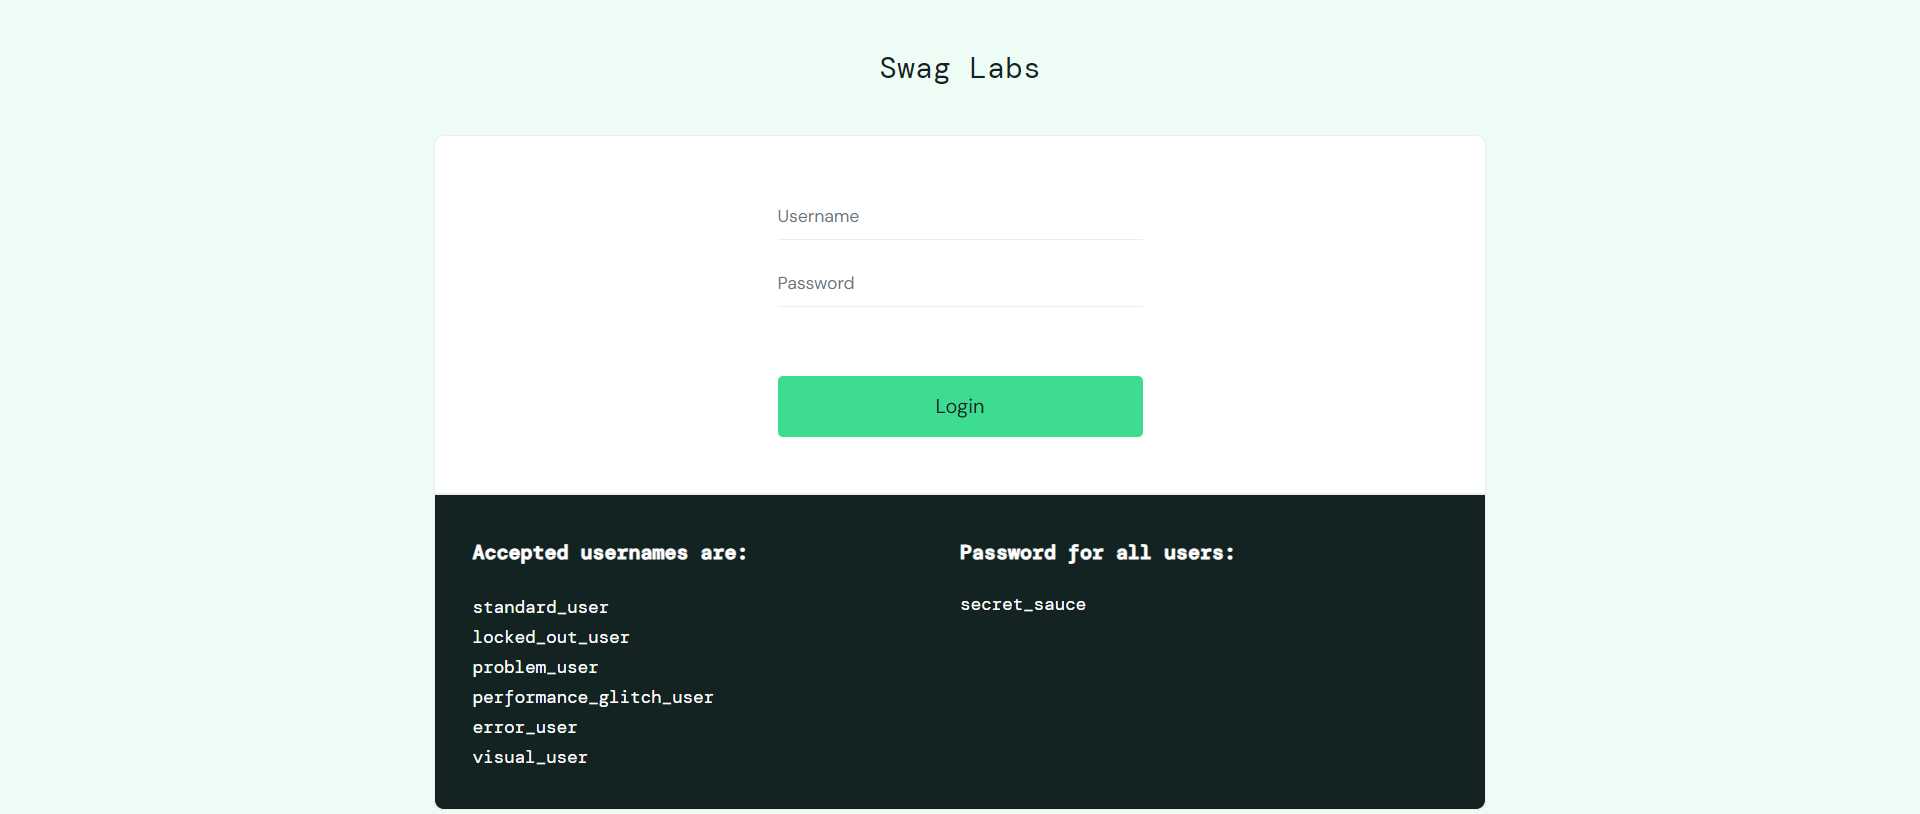 Swag Labs
Username
Password
Login
Accepted usernames are:
standard_user
locked_out_user
problem_user
performance_glitch_user
error_user
visual_user
Password for all users:
secret_sauce